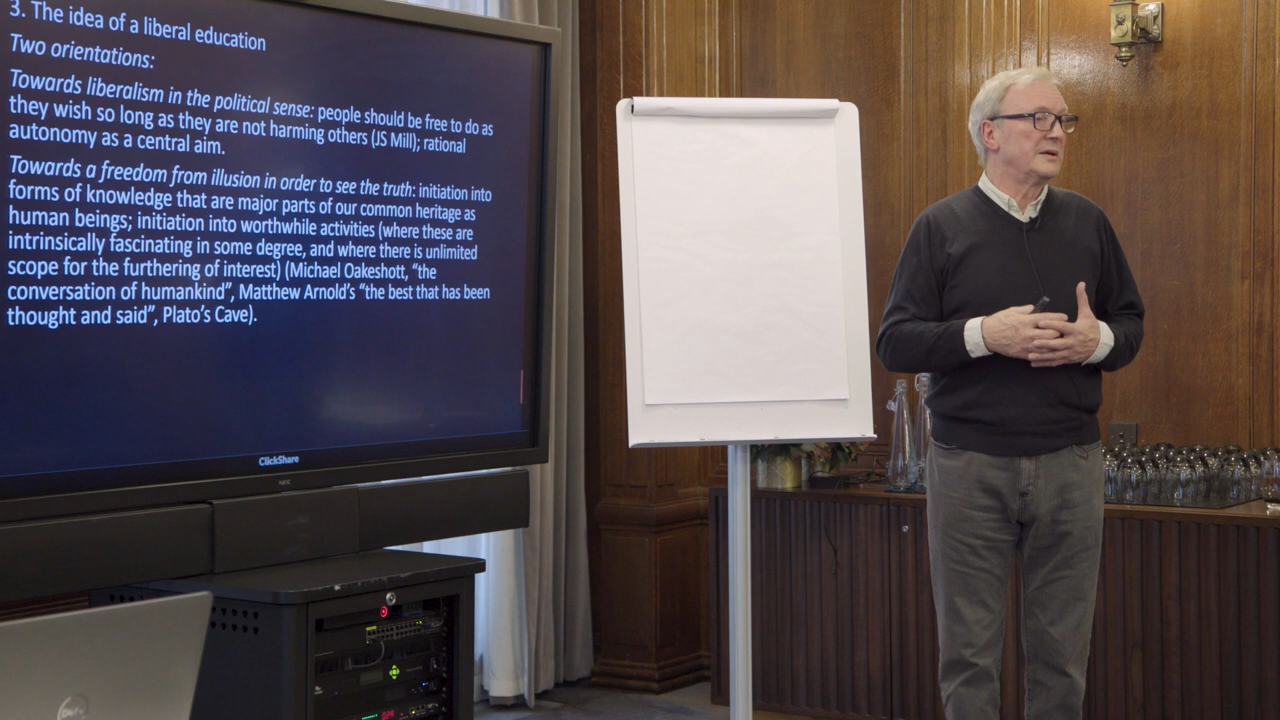 3. The idea of a liberal education
Two orientations:
Towards liberalism in the political sense: people should be free to do as
they wish so long as they are not harming others (JS Mill); rational
autonomy as a central aim.
Towards a freedom from illusion in order to see the truth: initiation into
forms of knowledge that are major parts of our common heritage as
human beings; initiation into worthwhile activities (where these are
intrinsically fascinating in some degree, and where there is unlimited
scope for the furthering of interest) (Michael Oakeshott, “the
conversation of humankind”, Matthew Arnold’s “the best that has been
thought and said”, Plato’s Cave).
ClickShare
NEC
DELL